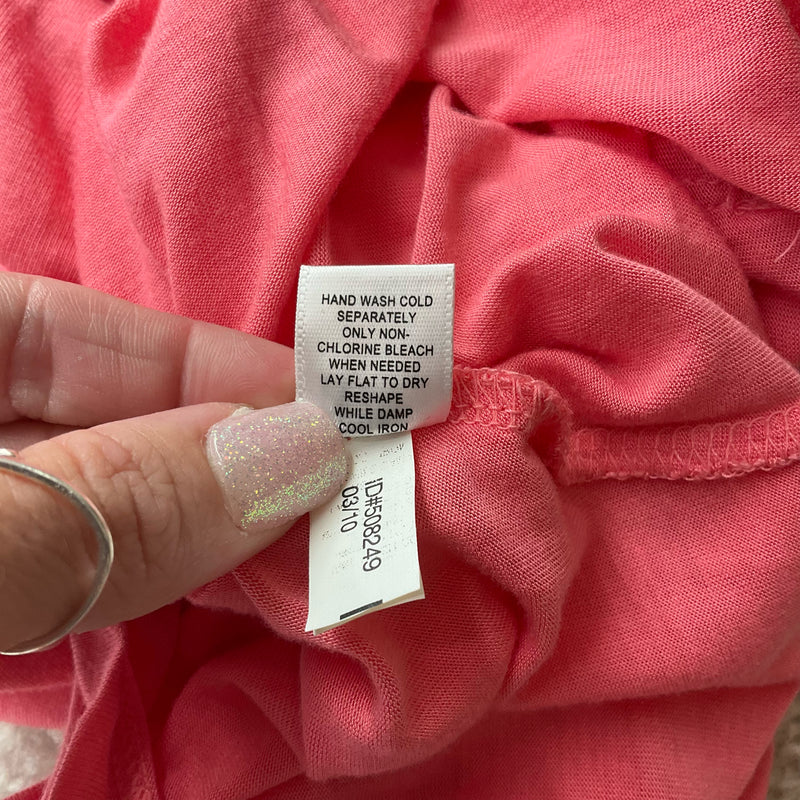 HAND WASH COLD
SEPARATELY
ONLY NON-
CHLORINE BLEACH
WHEN NEEDED
LAY FLAT TO DRY
RESHAPE
WHILE DAMP
COOL IRON
ID#508249
03/10